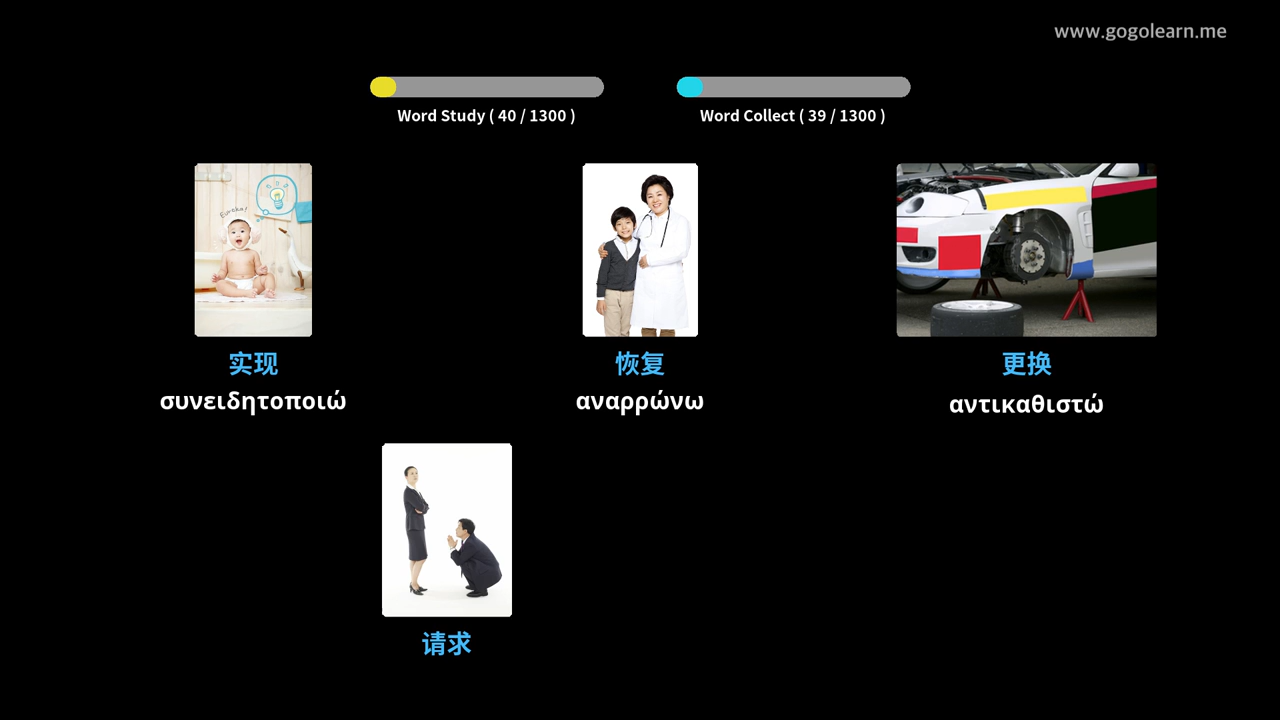 www.gogolearn.me
Word Study ( 40 / 1300 )
Word Collect ( 39 / 1300 )
Eureka!
实现
恢复
更换
συνειδητοποιώ
αναρρώνω
αντικαθιστώ
请求